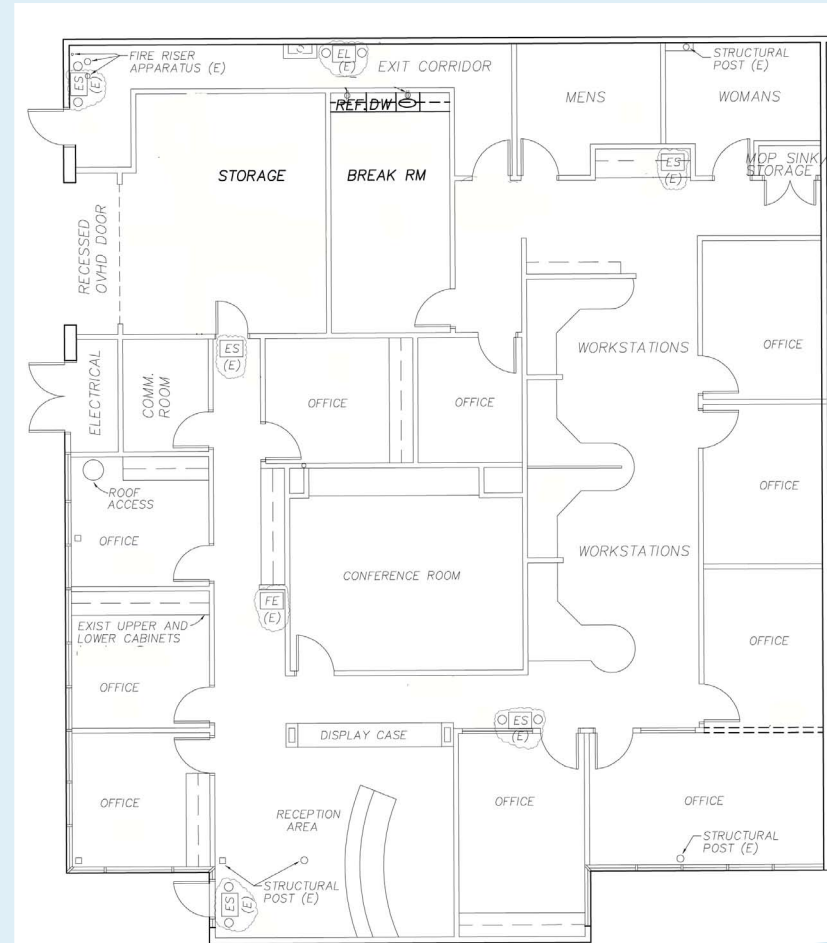 FIRE RISER
APPARATUS (E)
ES
(E)
EL
(E)
EXIT CORRIDOR
STRUCTURAL
POST (E)
MENS
WOMANS
REF.
DW
STORAGE
BREAK RM
ES
(E)
MOP SINK/
STORAGE
RECESSED
OVHD DOOR
ES
(E)
WORKSTATIONS
OFFICE
ELECTRICAL
COMM.
ROOM
OFFICE
OFFICE
ROOF
ACCESS
OFFICE
OFFICE
CONFERENCE ROOM
WORKSTATIONS
FE
(E)
EXIST UPPER AND
LOWER CABINETS
OFFICE
OFFICE
ES
(E)
DISPLAY CASE
OFFICE
RECEPTION
AREA
OFFICE
OFFICE
STRUCTURAL
POST (E)
STRUCTURAL
POST (E)
ES
(E)